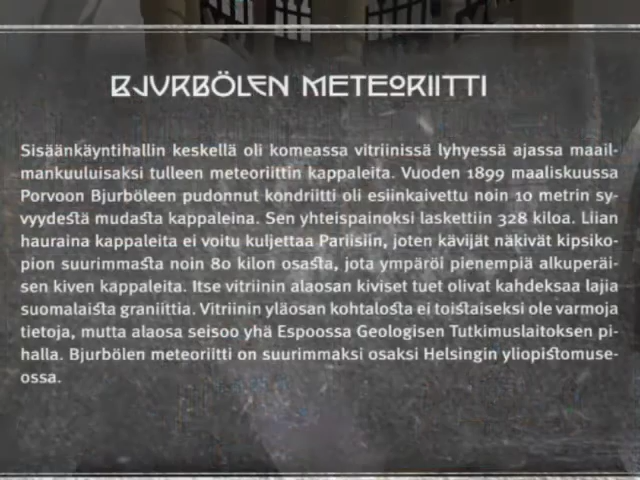 BJURBÖLEN METEORIITTI
Sisäänkäyntihallin keskellä oli komeassa vitriinissä lyhyessä ajassa maail-
mankuuluisaksi tulleen meteoriittin kappaleita. Vuoden 1899 maaliskuussa
Porvoon Bjurböleen pudonnut kondriitti oli esiinkaivettu noin 10 metrin sy-
vyydestä mudasta kappaleina. Sen yhteispainoksi laskettiin 328 kiloa. Liian
hauraina kappaleita ei voitu kuljettaa Pariisiin, joten kävijät näkivät kipsiko-
pion suurimmasta noin 80 kilon osasta, jota ympäröi pienempiä alkuperäi-
sen kiven kappaleita. Itse vitriinin alaosan kiviset tuet olivat kahdeksaa lajia
suomalaista graniittia. Vitriinin yläosan kohtalosta ei toistaiseksi ole varmoja
tietoja, mutta alaosa seisoo yhä Espoossa Geologisen Tutkimuslaitoksen pi-
halla. Bjurbölen meteoriitti on suurimmaksi osaksi Helsingin yliopistomuse-
ossa.